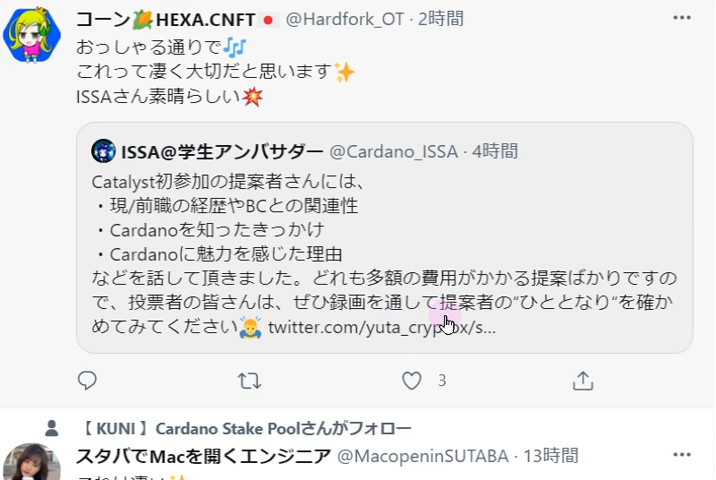 コーン🌽HEXA.CNFT🇯🇵 @Hardfork_OT · 2時間
おっしゃる通りで🎶
これって凄く大切だと思います✨
ISSAさん素晴らしい💥
ISSA@学生アンバサダー @Cardano_ISSA · 4時間
Catalyst初参加の提案者さんには、
・現/前職の経歴やBCとの関連性
・Cardanoを知ったきっかけ
・Cardanoに魅力を感じた理由
などを話して頂きました。どれも多額の費用がかかる提案ばかりですの
で、投票者の皆さんは、ぜひ録画を通して提案者の“ひととなり”を確か
めてみてください🙇 twitter.com/yuta_cryptox/s...
3
【 KUNI 】Cardano Stake Poolさんがフォロー
スタバでMacを開くエンジニア @MacopeninSUTABA · 13時間
これは凄い✨